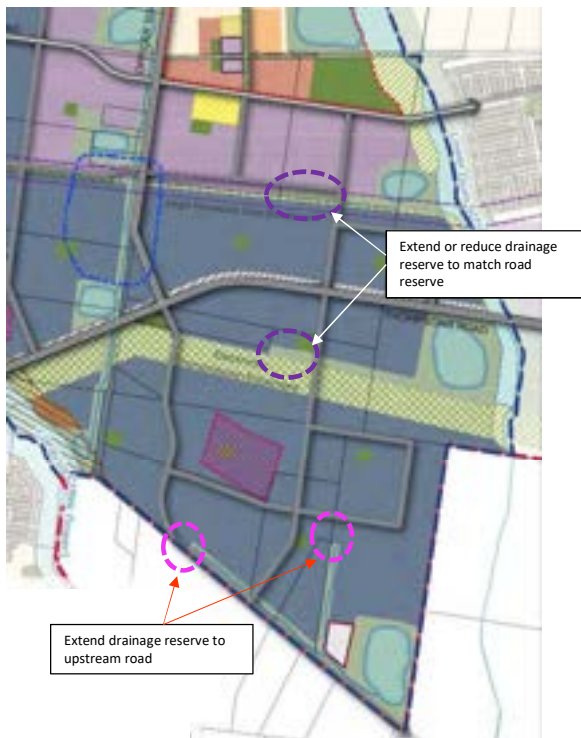 Extend or reduce drainage
reserve to match road
reserve
Extend drainage reserve to
upstream road